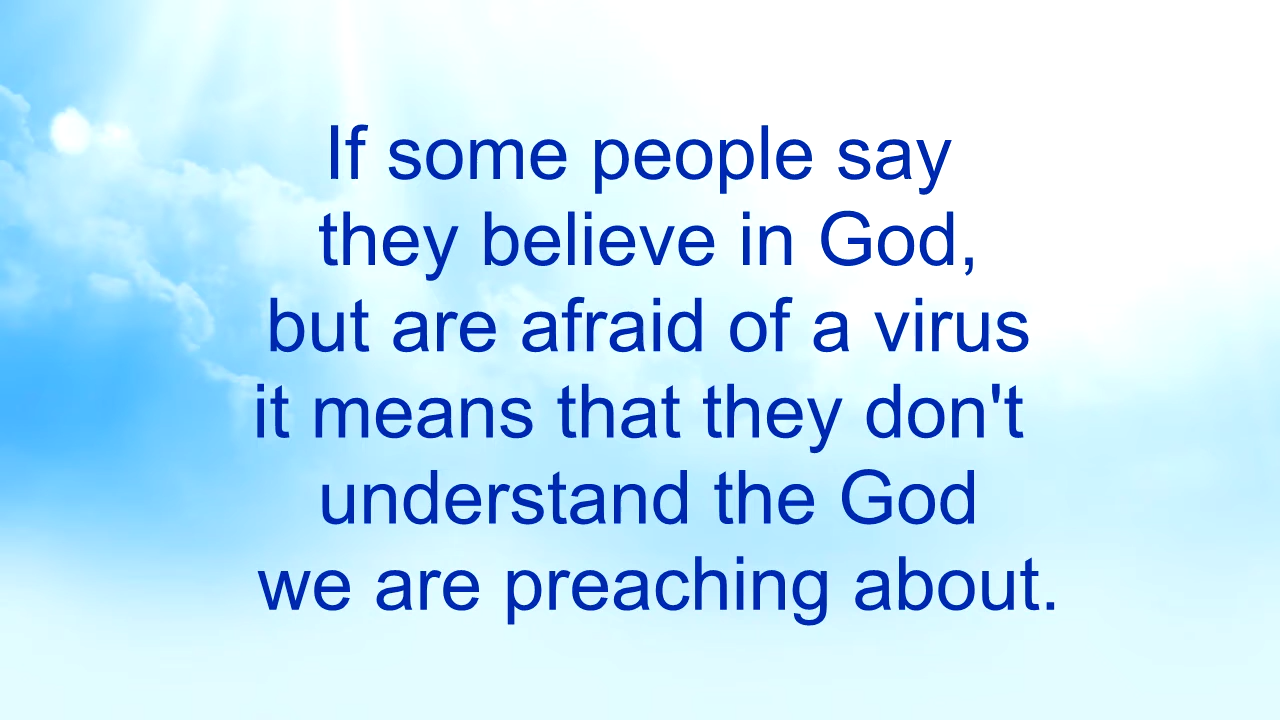 If some people say
they believe in God,
but are afraid of a virus
it means that they don't
understand the God
we are preaching about.